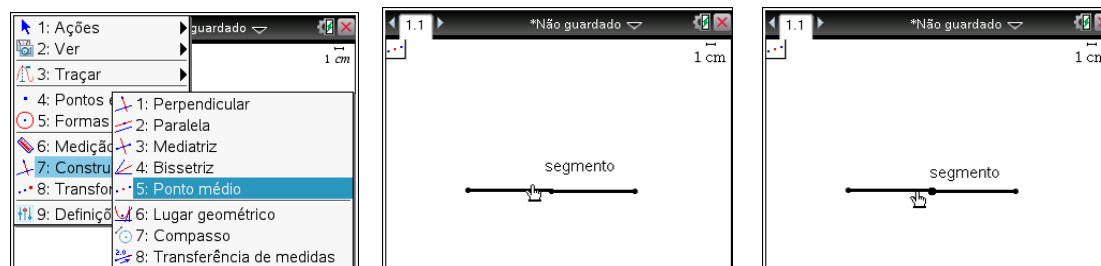 1: Ações
2: Ver
3: Traçar
4: Pontos
5: Formas
6: Medição
7: Constru
8: Transfor
9: Definiçõ
1: Perpendicular
2: Paralela
3: Mediatriz
4: Bissetriz
5: Ponto médio
6: Lugar geométrico
7: Compasso
8: Transferência de medidas
guardado
1 cm
1.1
*Não guardado
1 cm
segmento
1.1
*Não guardado
1 cm
segmento